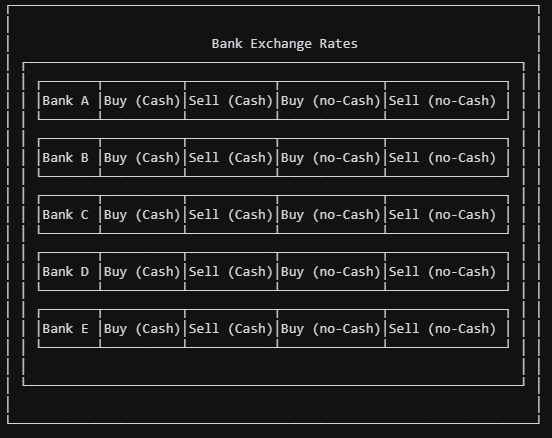 Bank Exchange Rates
Bank A Buy (Cash) Sell (Cash) Buy (no-Cash) Sell (no-Cash)
Bank B Buy (Cash) Sell (Cash) Buy (no-Cash) Sell (no-Cash)
Bank C Buy (Cash) Sell (Cash) Buy (no-Cash) Sell (no-Cash)
Bank D Buy (Cash) Sell (Cash) Buy (no-Cash) Sell (no-Cash)
Bank E Buy (Cash) Sell (Cash) Buy (no-Cash) Sell (no-Cash)